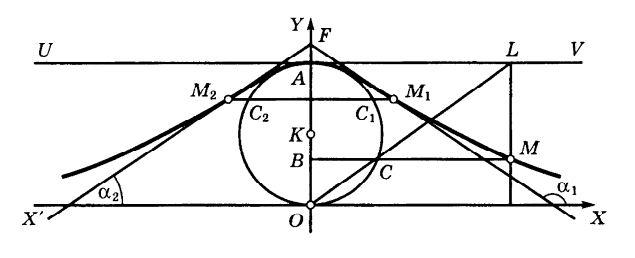 Y
F
U L V
A
M₂ M₁
C₂ C₁
K
B C M
α₂ α₁
X' O X